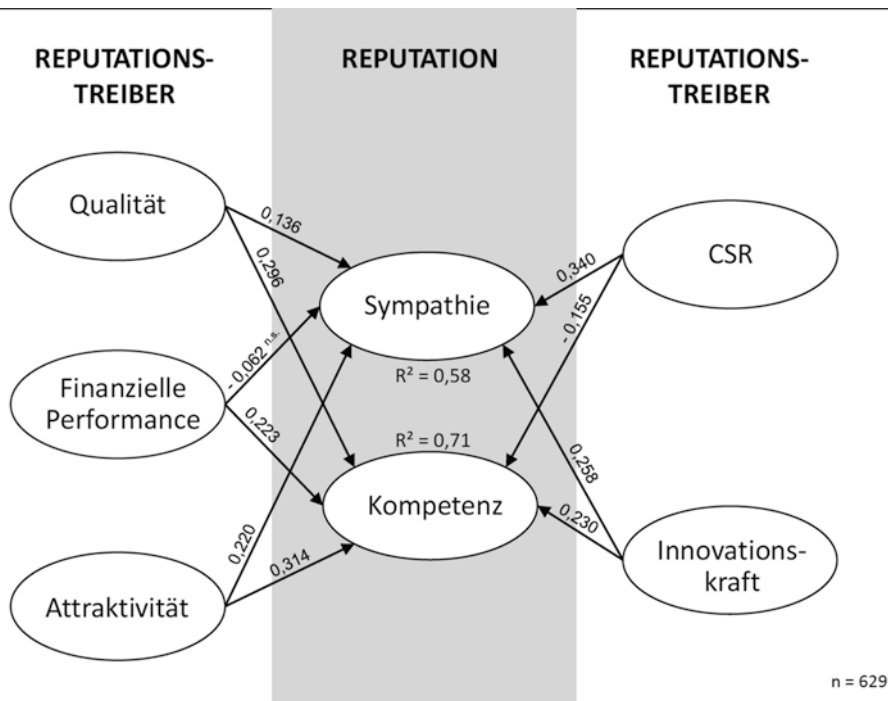 REPUTATIONS-
TREIBER
REPUTATION
REPUTATIONS-
TREIBER
Qualität
0,136
0,296
Sympathie
R² = 0,58
0,340
CSR
- 0,155
Finanzielle
Performance
- 0,062 n.s.
0,223
R² = 0,71
Kompetenz
0,258
0,230
Innovations-
kraft
Attraktivität
0,220
0,314
n = 629